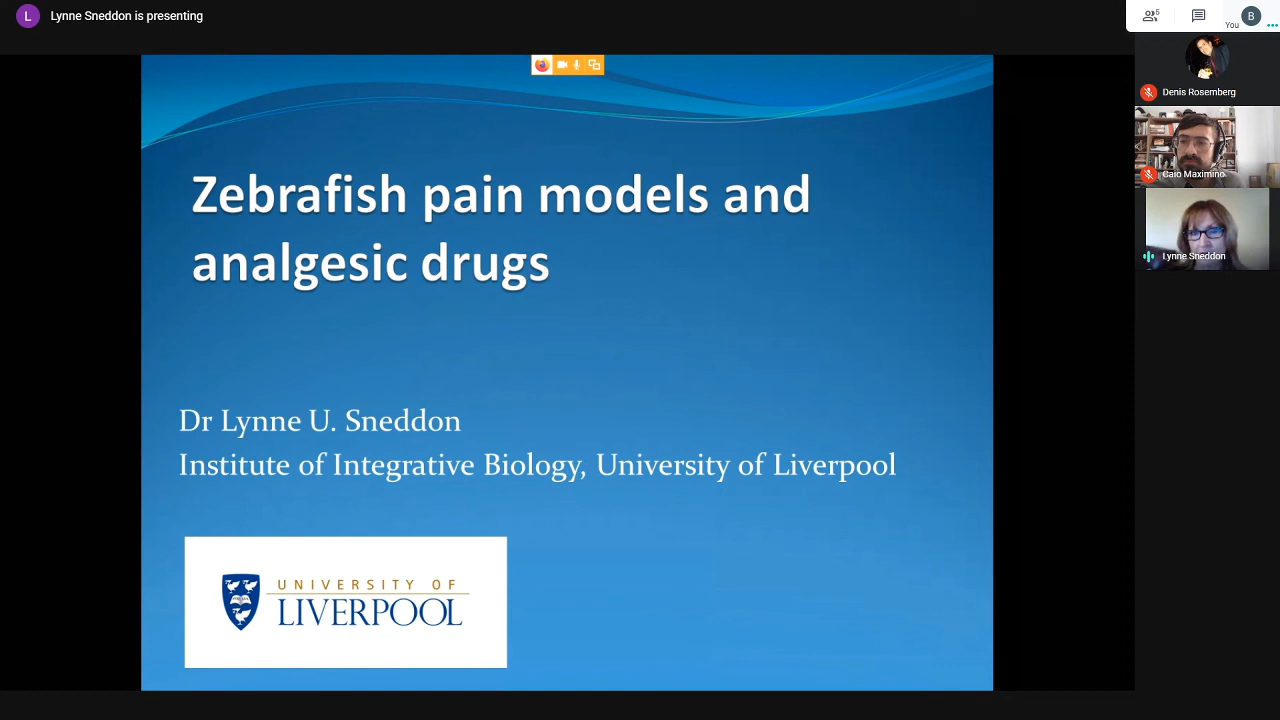 L
Lynne Sneddon is presenting
5
You
B
Denis Rosemberg
Caio Maximino
Lynne Sneddon
Zebrafish pain models and
analgesic drugs
Dr Lynne U. Sneddon
Institute of Integrative Biology, University of Liverpool
UNIVERSITY OF
LIVERPOOL